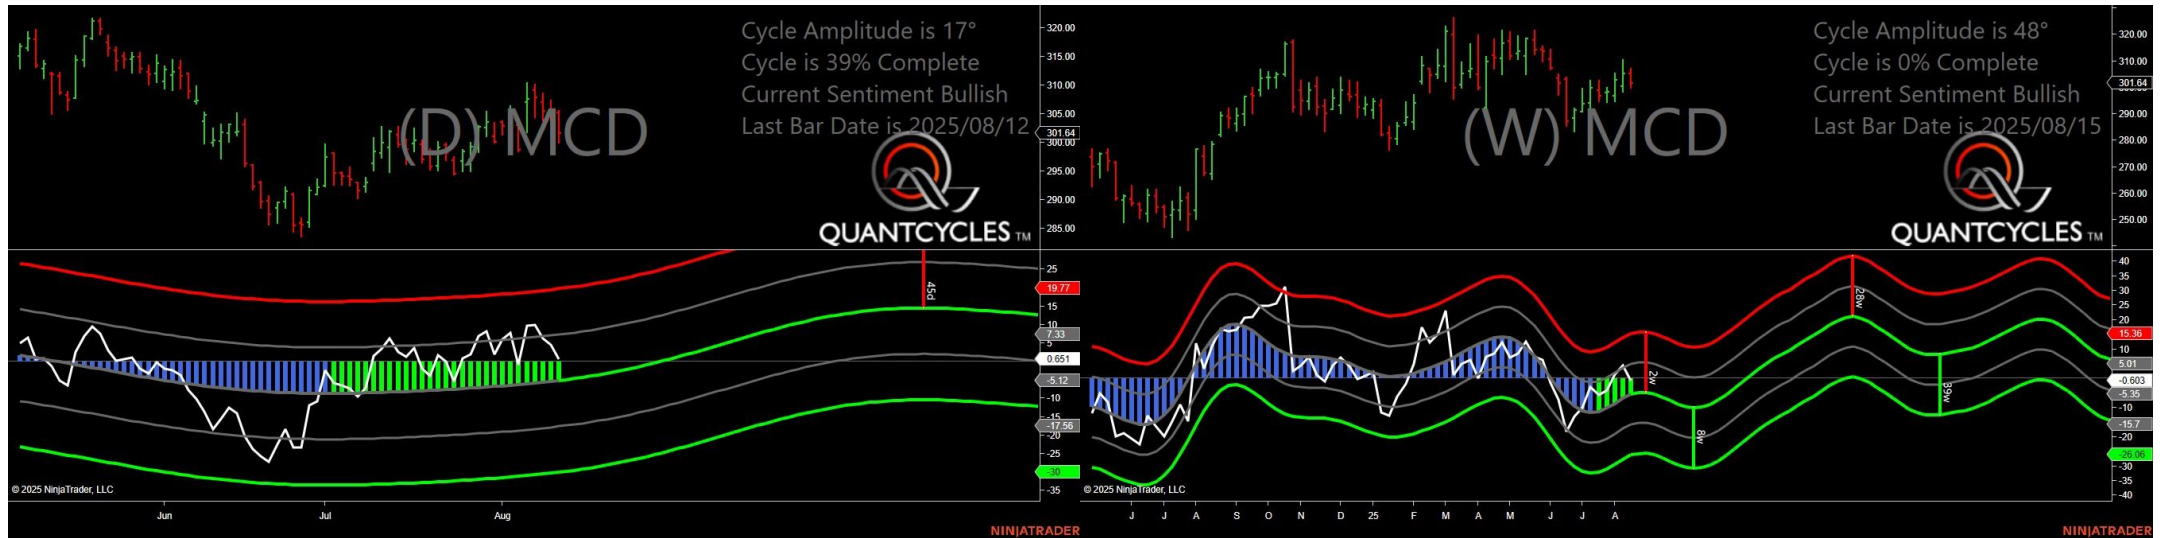 Cycle Amplitude is 17°
Cycle is 39% Complete
Current Sentiment Bullish
Last Bar Date is 2025/08/12
(D) MCD
QUANTCYCLES TM
320.00
315.00
310.00
305.00
301.64
300.00
295.00
290.00
285.00
45d
25
19.77
15
10
7.33
5
0.651
-5.12
-10
-15
-17.56
-20
-25
-30
-35
© 2025 NinjaTrader, LLC
Jun Jul Aug
NINJATRADER
Cycle Amplitude is 48°
Cycle is 0% Complete
Current Sentiment Bullish
Last Bar Date is 2025/08/15
(W) MCD
QUANTCYCLES TM
320.00
310.00
301.64
290.00
280.00
270.00
260.00
250.00
2w
8w
28w
39w
40
35
30
25
20
15.36
10
5.01
-0.603
-5.35
-10
-15.7
-20
-26.06
-30
-35
-40
© 2025 NinjaTrader, LLC
J J A S O N D 25 F M A M J J A
NINJATRADER